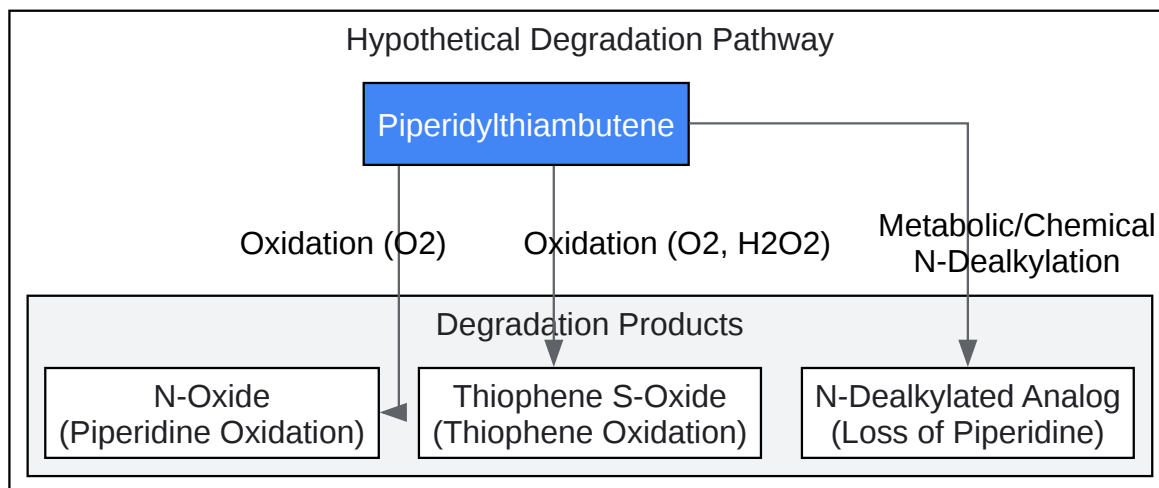 Hypothetical Degradation Pathway
Piperidylthiambutene
Oxidation (O2)
Oxidation (O2, H2O2)
Metabolic/Chemical
N-Dealkylation
Degradation Products
N-Oxide
(Piperidine Oxidation)
Thiophene S-Oxide
(Thiophene Oxidation)
N-Dealkylated Analog
(Loss of Piperidine)